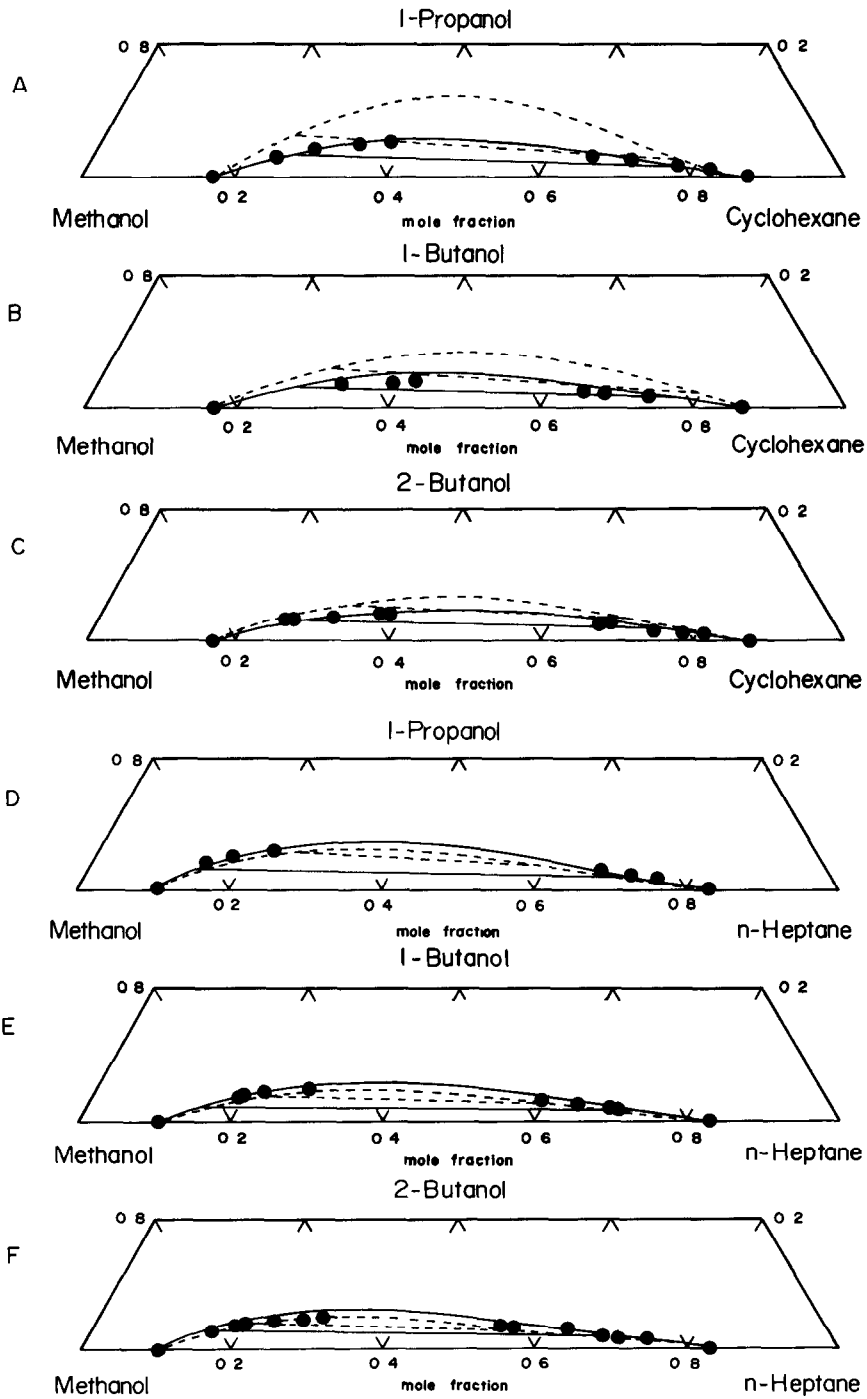 1-Propanol
A
0 8
0 2
0 2 0 4 0 6 0 8
Methanol mole fraction Cyclohexane
1-Butanol
B
0 8
0 2
0 2 0 4 0 6 0 8
Methanol mole fraction Cyclohexane
2-Butanol
C
0 8
0 2
0 2 0 4 0 6 0 8
Methanol mole fraction Cyclohexane
1-Propanol
D
0 8
0 2
0 2 0 4 0 6 0 8
Methanol mole fraction n-Heptane
1-Butanol
E
0 8
0 2
0 2 0 4 0 6 0 8
Methanol mole fraction n-Heptane
2-Butanol
F
0 8
0 2
0 2 0 4 0 6 0 8
Methanol mole fraction n-Heptane